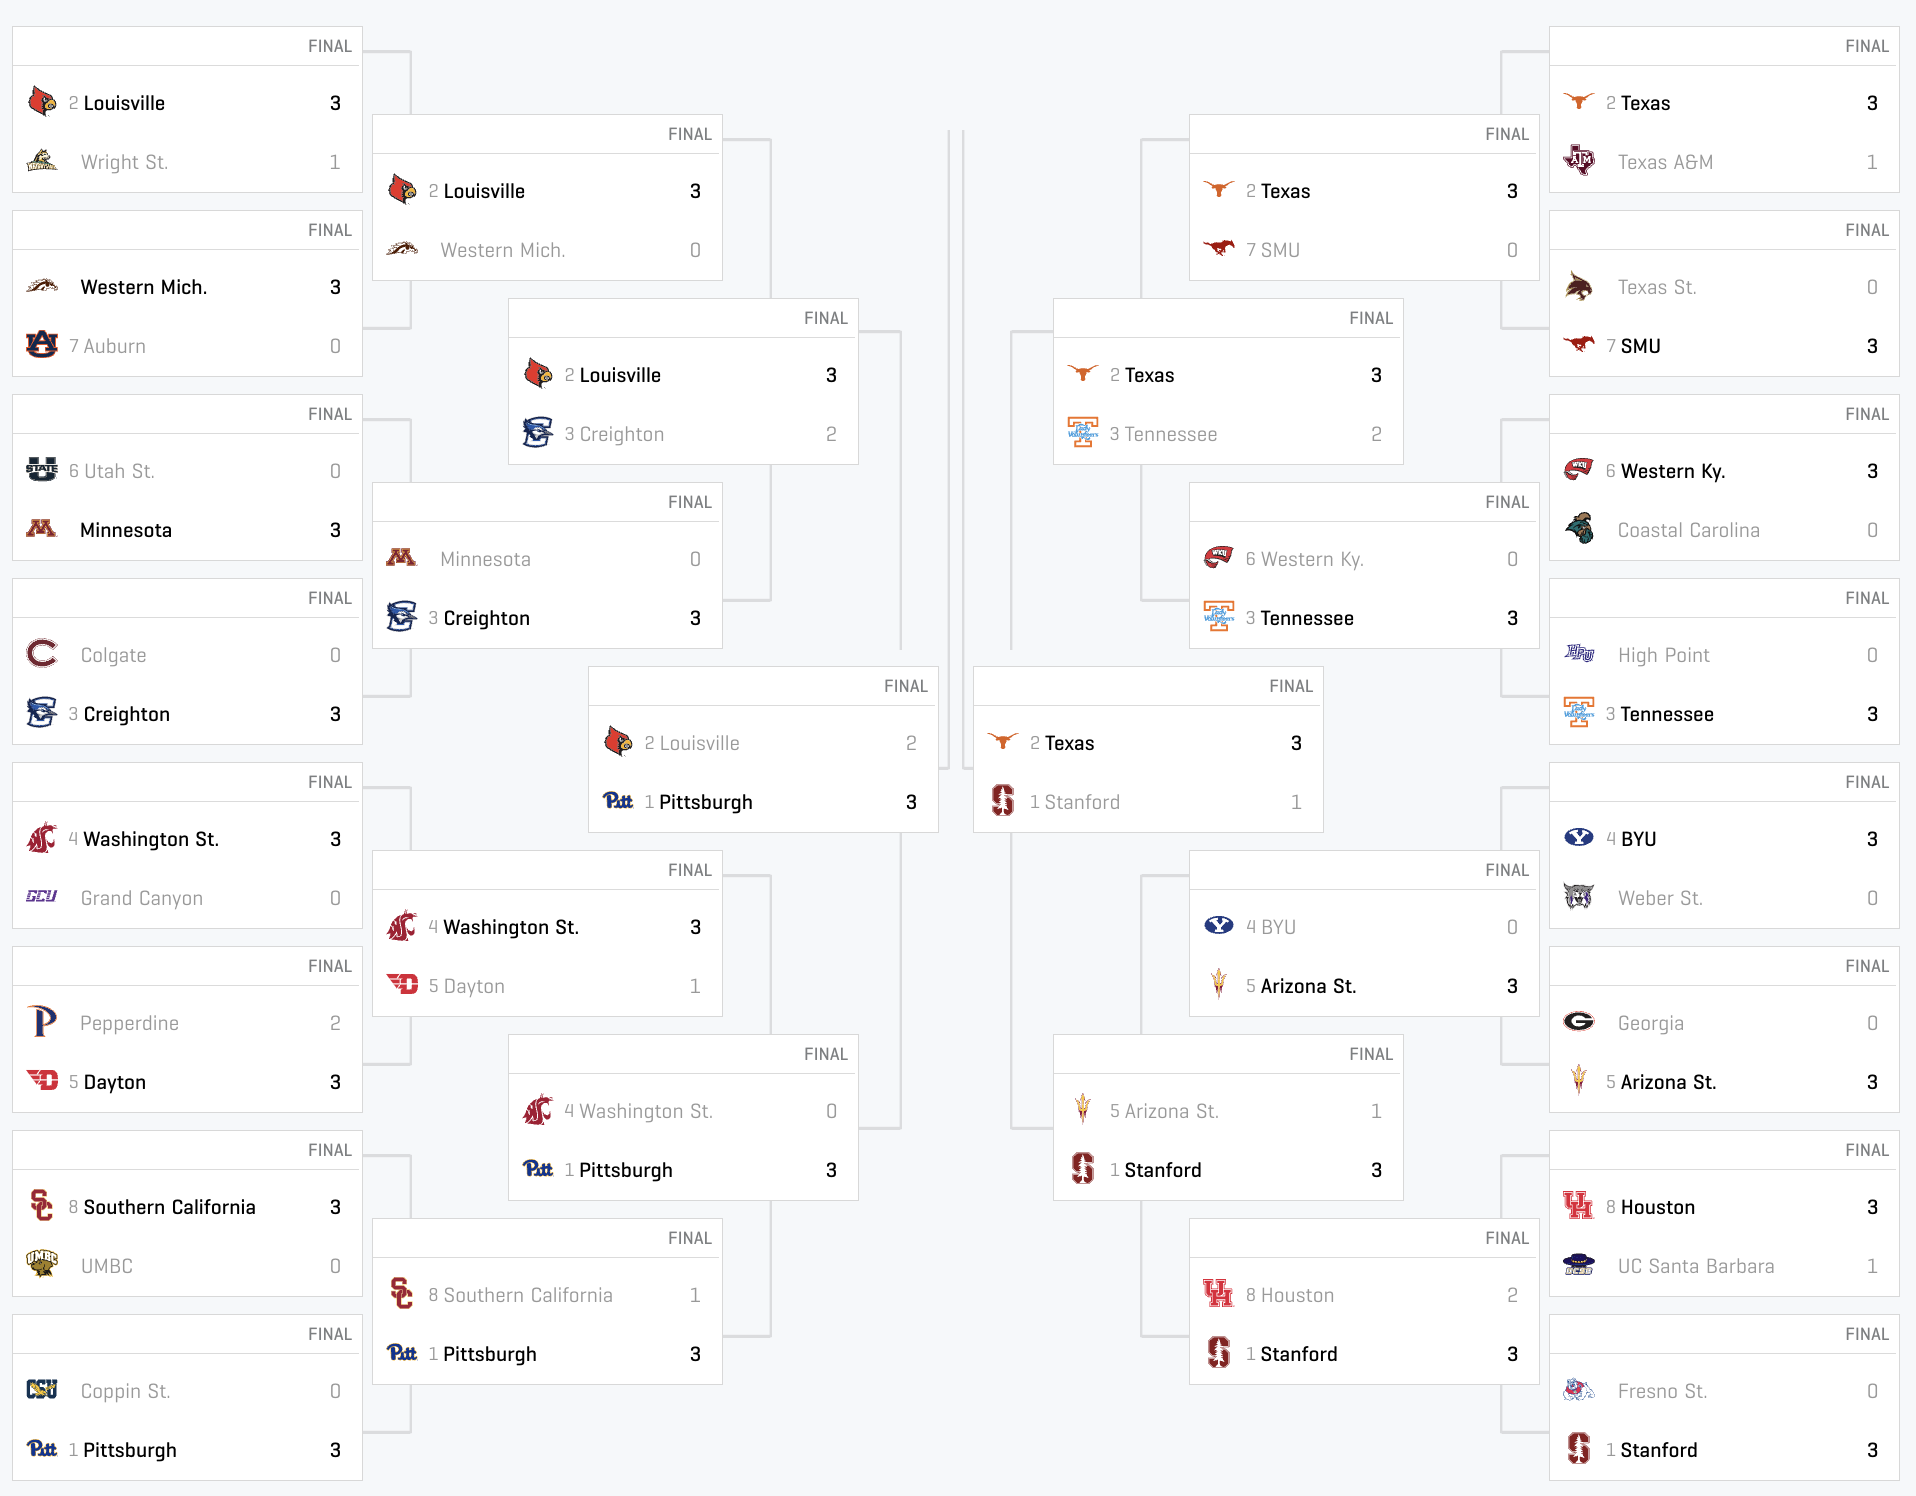 FINAL
2 Louisville 3
Wright St. 1
FINAL
Western Mich. 3
7 Auburn 0
FINAL
6 Utah St. 0
Minnesota 3
FINAL
Colgate 0
3 Creighton 3
FINAL
4 Washington St. 3
Grand Canyon 0
FINAL
Pepperdine 2
5 Dayton 3
FINAL
8 Southern California 3
UMBC 0
FINAL
Coppin St. 0
1 Pittsburgh 3
FINAL
2 Louisville 3
Western Mich. 0
FINAL
Minnesota 0
3 Creighton 3
FINAL
4 Washington St. 3
5 Dayton 1
FINAL
8 Southern California 1
1 Pittsburgh 3
FINAL
2 Louisville 3
3 Creighton 2
FINAL
4 Washington St. 0
1 Pittsburgh 3
FINAL
2 Louisville 2
1 Pittsburgh 3
FINAL
2 Texas 3
1 Stanford 1
FINAL
2 Texas 3
3 Tennessee 2
FINAL
5 Arizona St. 1
1 Stanford 3
FINAL
2 Texas 3
7 SMU 0
FINAL
6 Western Ky. 0
3 Tennessee 3
FINAL
4 BYU 0
5 Arizona St. 3
FINAL
8 Houston 2
1 Stanford 3
FINAL
2 Texas 3
Texas A&M 1
FINAL
Texas St. 0
7 SMU 3
FINAL
6 Western Ky. 3
Coastal Carolina 0
FINAL
High Point 0
3 Tennessee 3
FINAL
4 BYU 3
Weber St. 0
FINAL
Georgia 0
5 Arizona St. 3
FINAL
8 Houston 3
UC Santa Barbara 1
FINAL
Fresno St. 0
1 Stanford 3